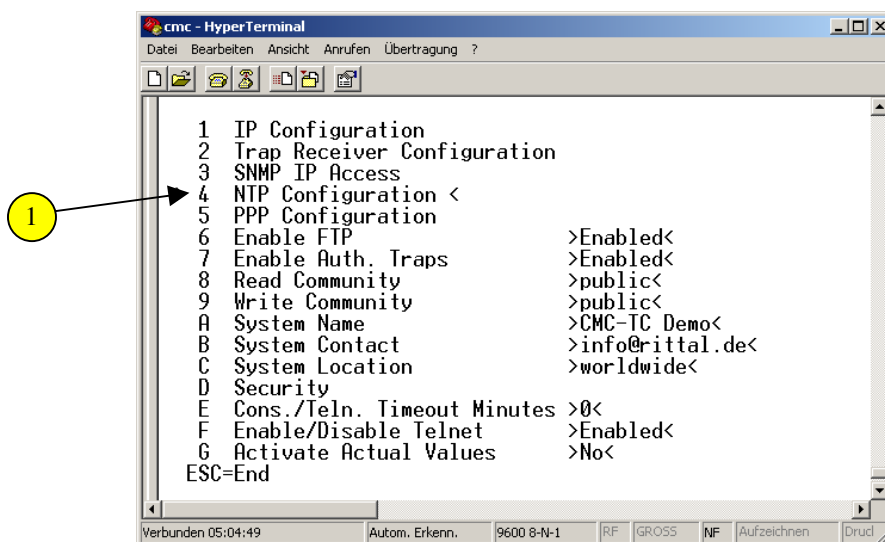 cmc - HyperTerminal
Datei Bearbeiten Ansicht Anrufen Übertragung ?
1 IP Configuration
2 Trap Receiver Configuration
3 SNMP IP Access
4 NTP Configuration <
5 PPP Configuration
6 Enable FTP >Enabled<
7 Enable Auth. Traps >Enabled<
8 Read Community >public<
9 Write Community >public<
A System Name >CMC-TC Demo<
B System Contact >info@rittal.de<
C System Location >worldwide<
D Security
E Cons./Teln. Timeout Minutes >0<
F Enable/Disable Telnet >Enabled<
G Activate Actual Values >No<
ESC=End
1
Verbunden 05:04:49 Autom. Erkenn. 9600 8-N-1 RF GROSS NF Aufzeichnen Druc